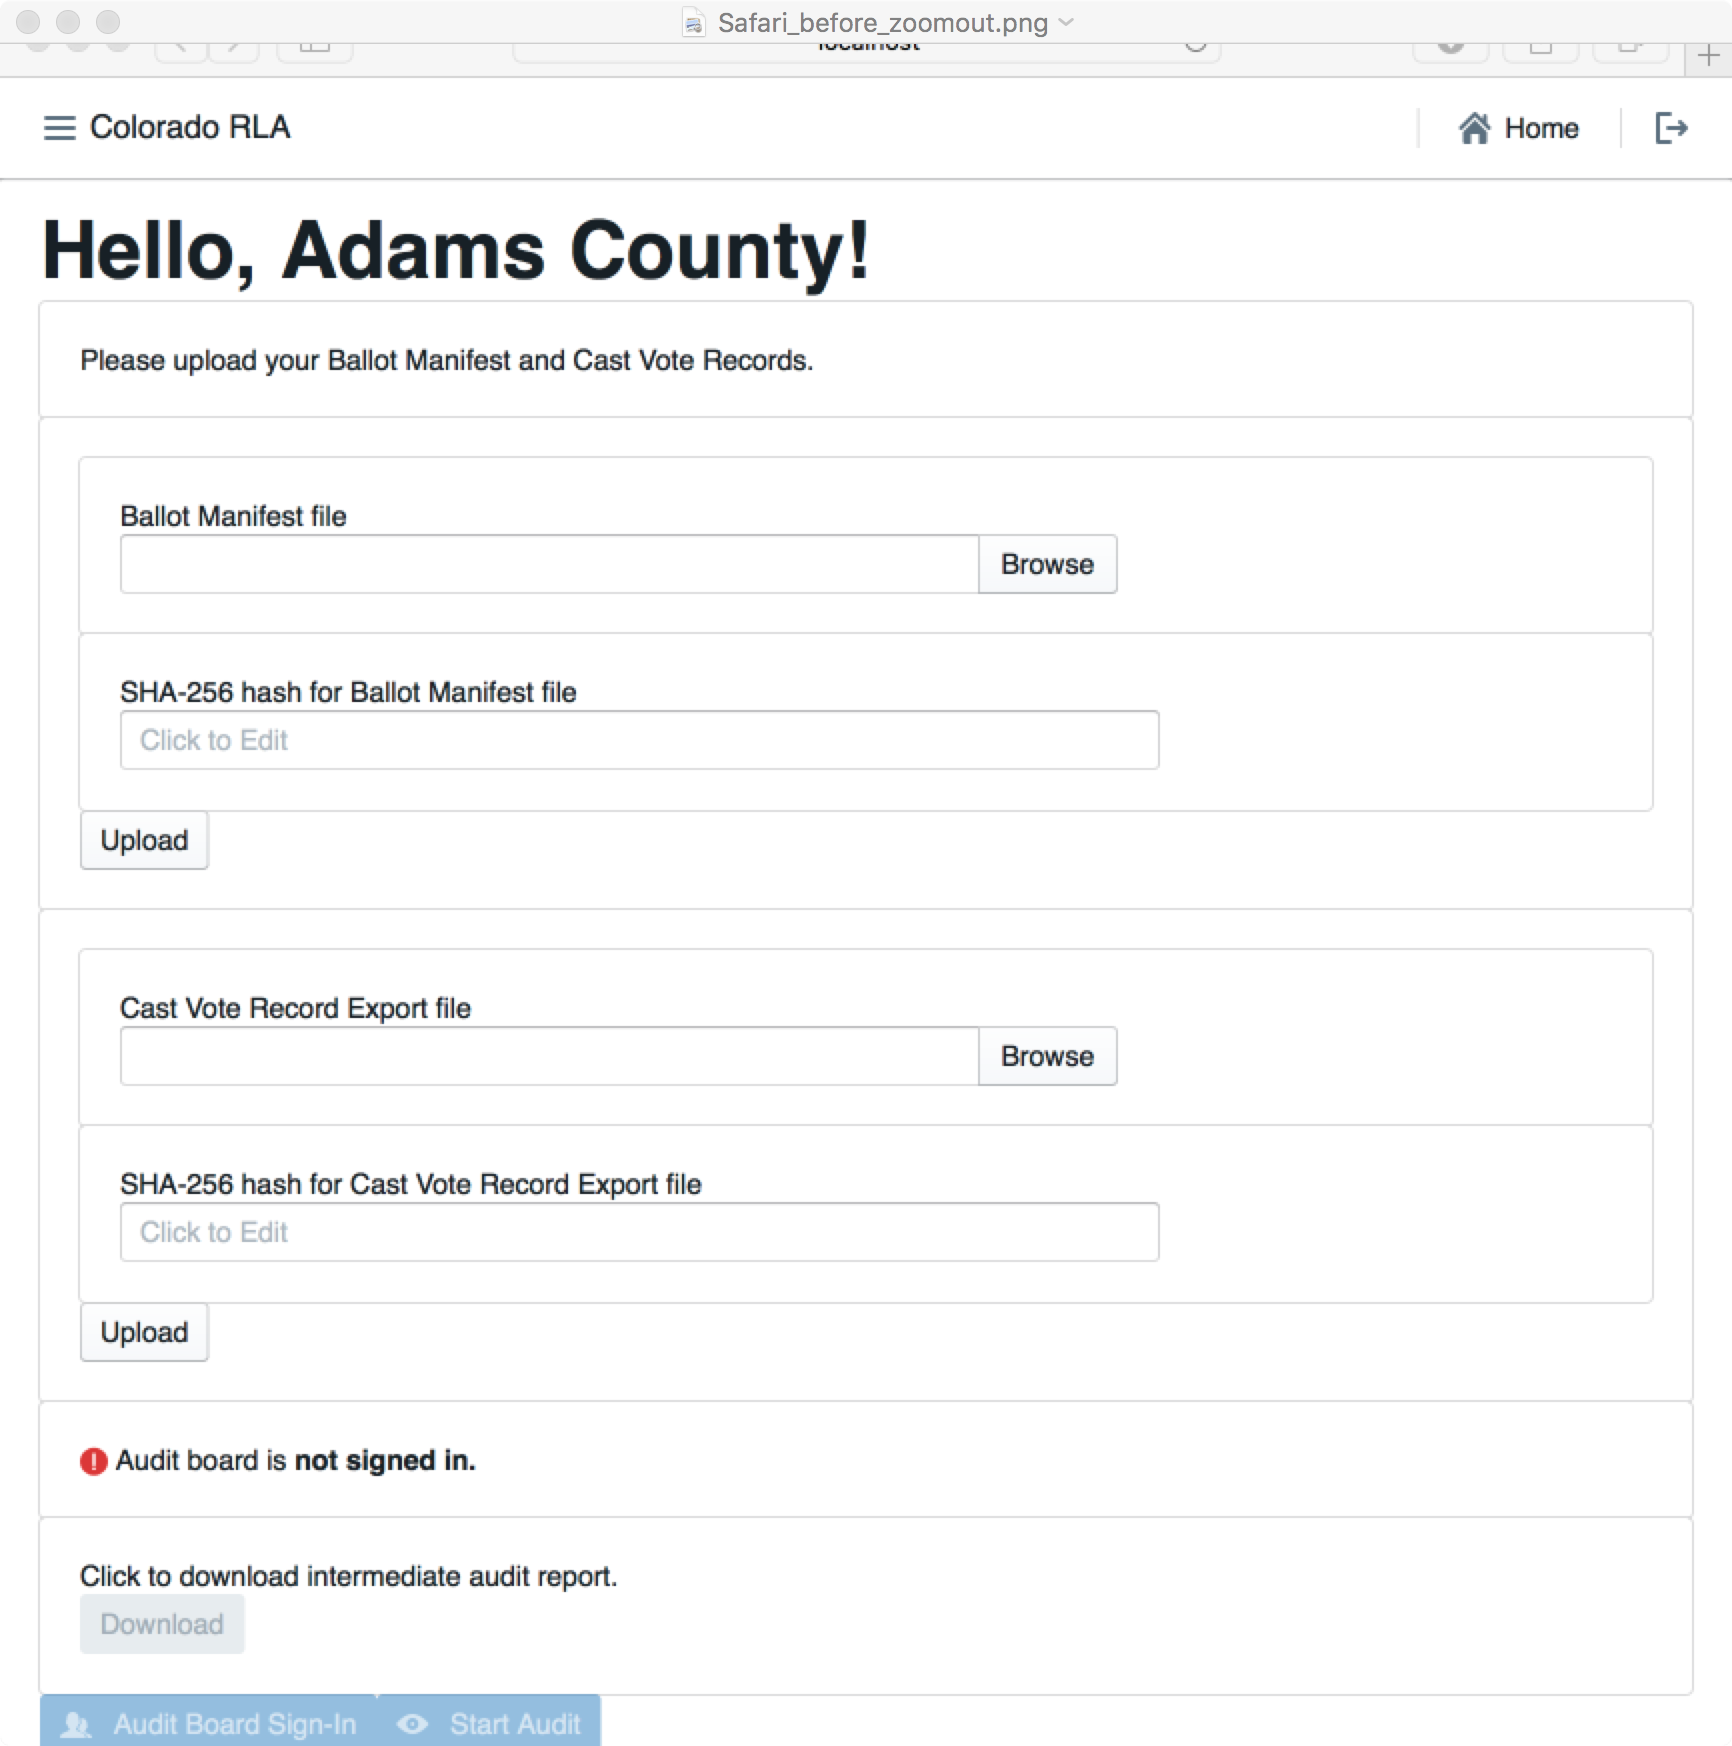 Safari_before_zoomout.png
localhost
Colorado RLA
Home
Hello, Adams County!
Please upload your Ballot Manifest and Cast Vote Records.
Ballot Manifest file
Browse
SHA-256 hash for Ballot Manifest file
Click to Edit
Upload
Cast Vote Record Export file
Browse
SHA-256 hash for Cast Vote Record Export file
Click to Edit
Upload
Audit board is not signed in.
Click to download intermediate audit report.
Download
Audit Board Sign-In Start Audit